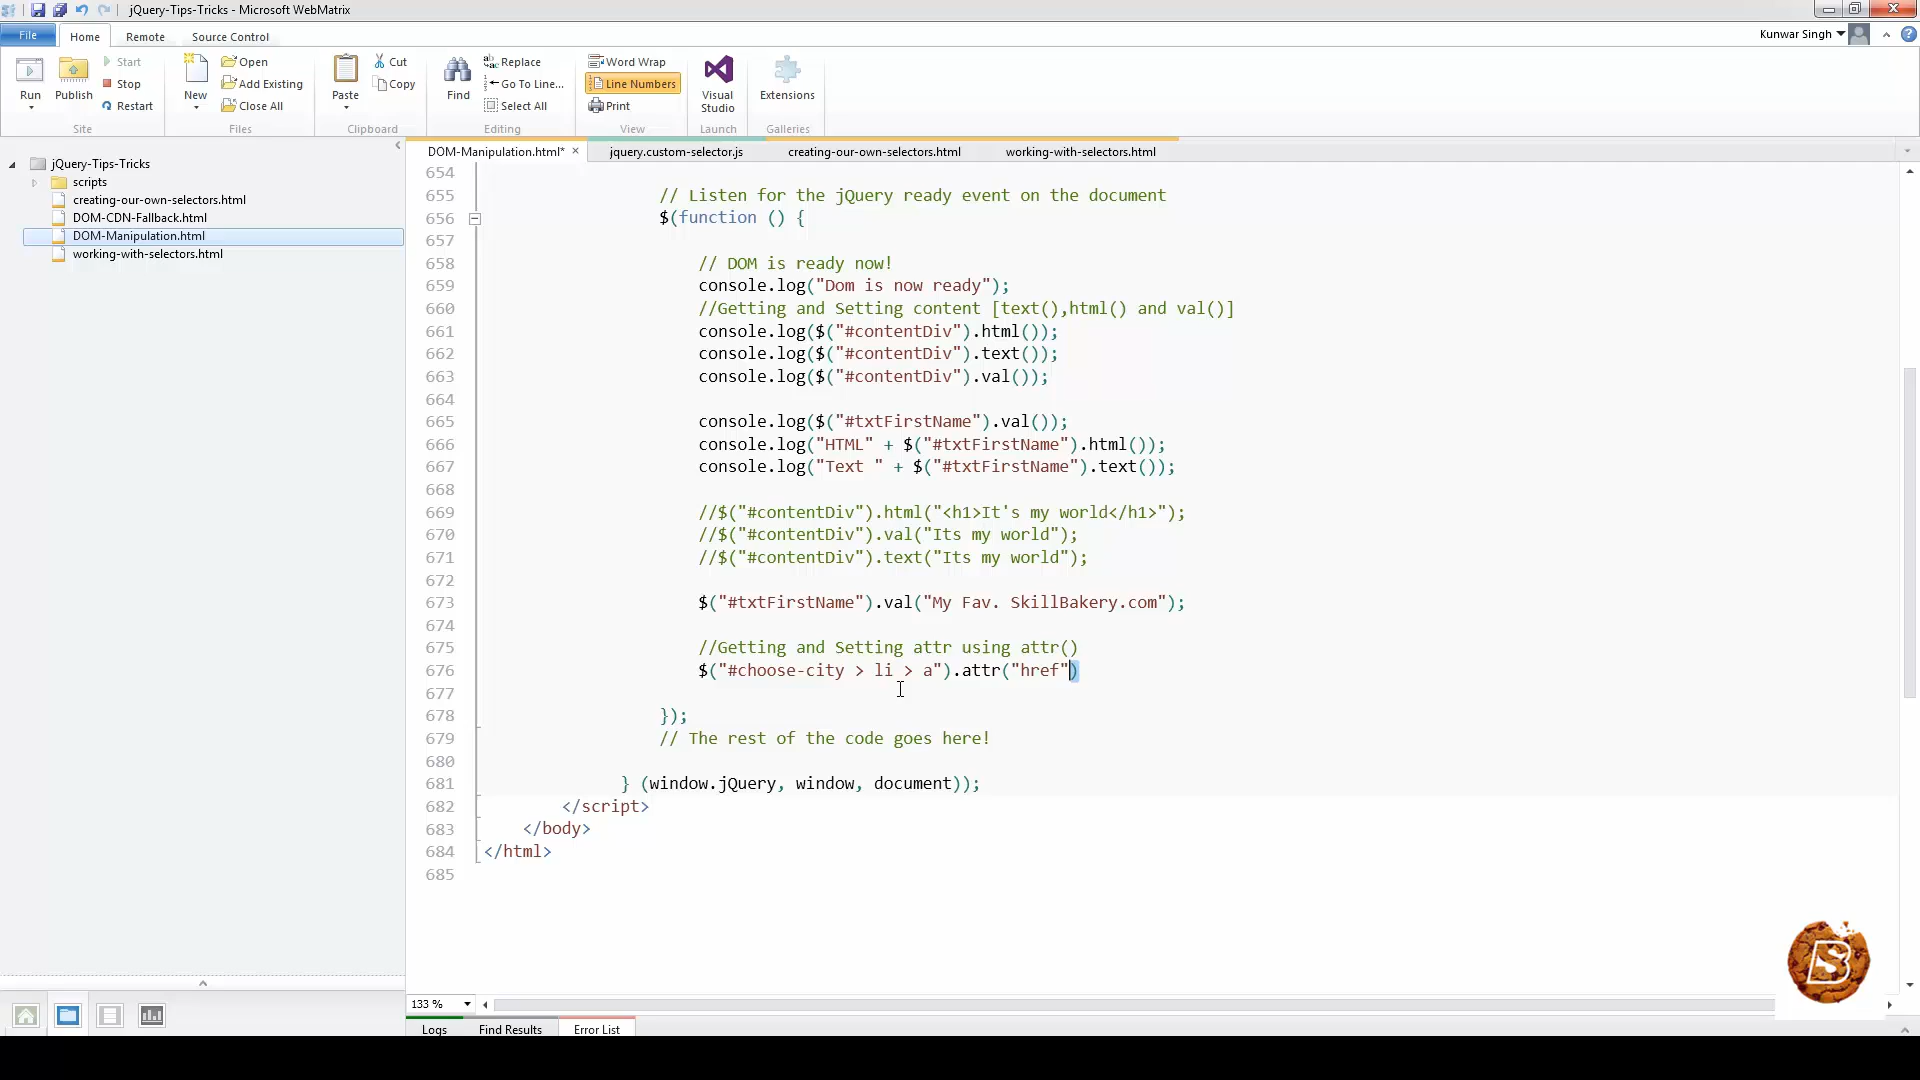 jQuery-Tips-Tricks - Microsoft WebMatrix
File Home Remote Source Control Kunwar Singh
Run Publish Start Stop Restart Site
New Open Add Existing Close All Files
Paste Cut Copy Clipboard
Find Replace Go To Line... Select All Editing
Word Wrap Line Numbers Print View
Visual Studio Launch
Extensions Galleries
jQuery-Tips-Tricks
scripts
creating-our-own-selectors.html
DOM-CDN-Fallback.html
DOM-Manipulation.html
working-with-selectors.html
DOM-Manipulation.html* jquery.custom-selector.js creating-our-own-selectors.html working-with-selectors.html
654
655 // Listen for the jQuery ready event on the document
656 $(function () {
657
658 // DOM is ready now!
659 console.log("Dom is now ready");
660 //Getting and Setting content [text(),html() and val()]
661 console.log($("#contentDiv").html());
662 console.log($("#contentDiv").text());
663 console.log($("#contentDiv").val());
664
665 console.log($("#txtFirstName").val());
666 console.log("HTML" + $("#txtFirstName").html());
667 console.log("Text " + $("#txtFirstName").text());
668
669 //$("#contentDiv").html("<h1>It's my world</h1>");
670 //$("#contentDiv").val("Its my world");
671 //$("#contentDiv").text("Its my world");
672
673 $("#txtFirstName").val("My Fav. SkillBakery.com");
674
675 //Getting and Setting attr using attr()
676 $("#choose-city > li > a").attr("href")
677
678 });
679 // The rest of the code goes here!
680
681 } (window.jQuery, window, document));
682 </script>
683 </body>
684 </html>
685
133 %
Logs Find Results Error List